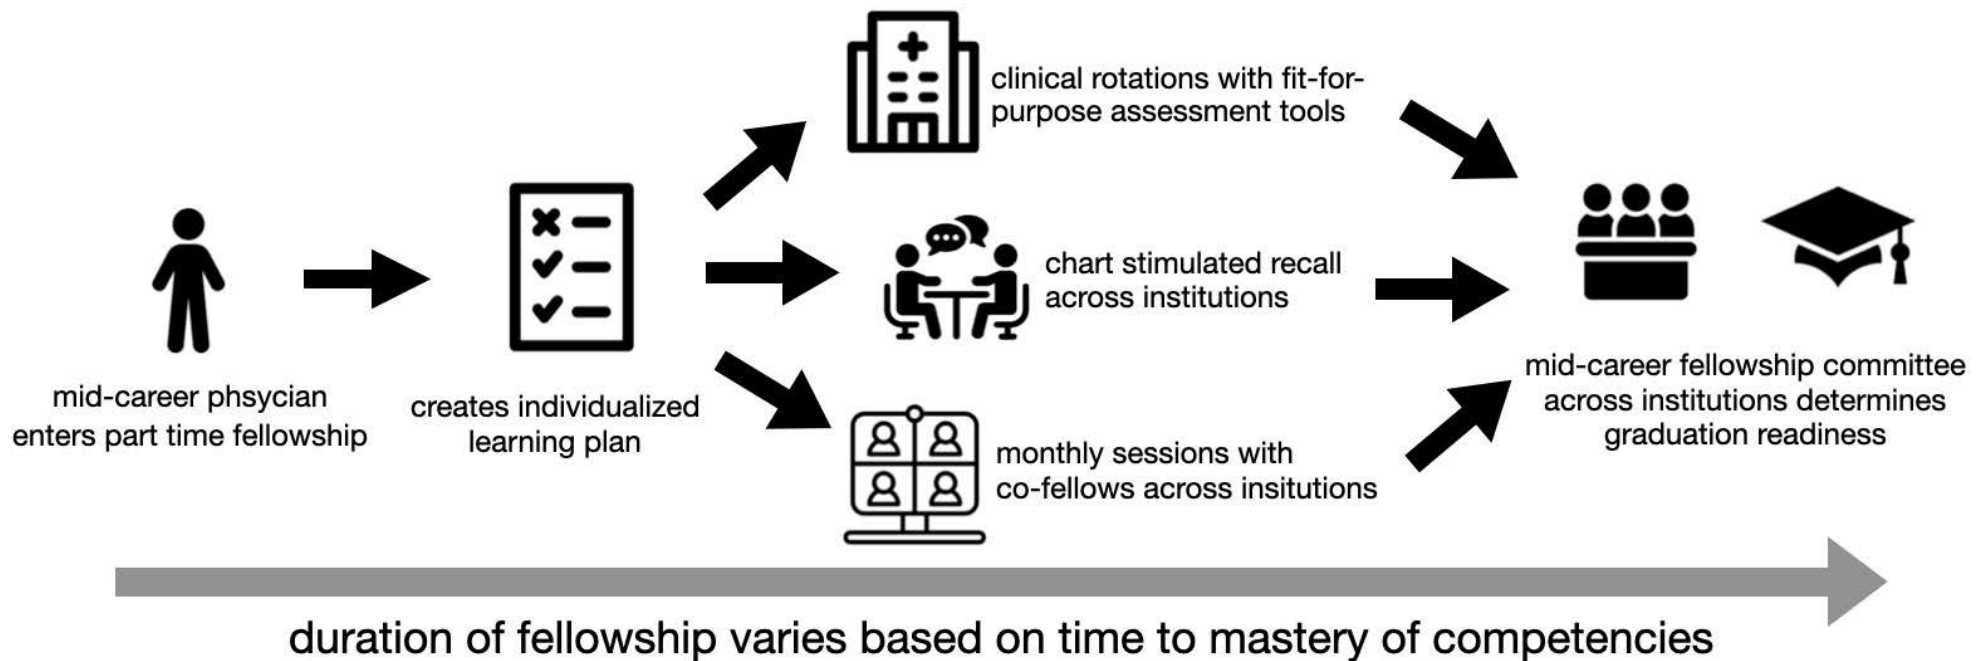 mid-career phsycian
enters part time fellowship
creates individualized
learning plan
clinical rotations with fit-for-
purpose assessment tools
chart stimulated recall
across institutions
monthly sessions with
co-fellows across insitutions
mid-career fellowship committee
across institutions determines
graduation readiness
duration of fellowship varies based on time to mastery of competencies